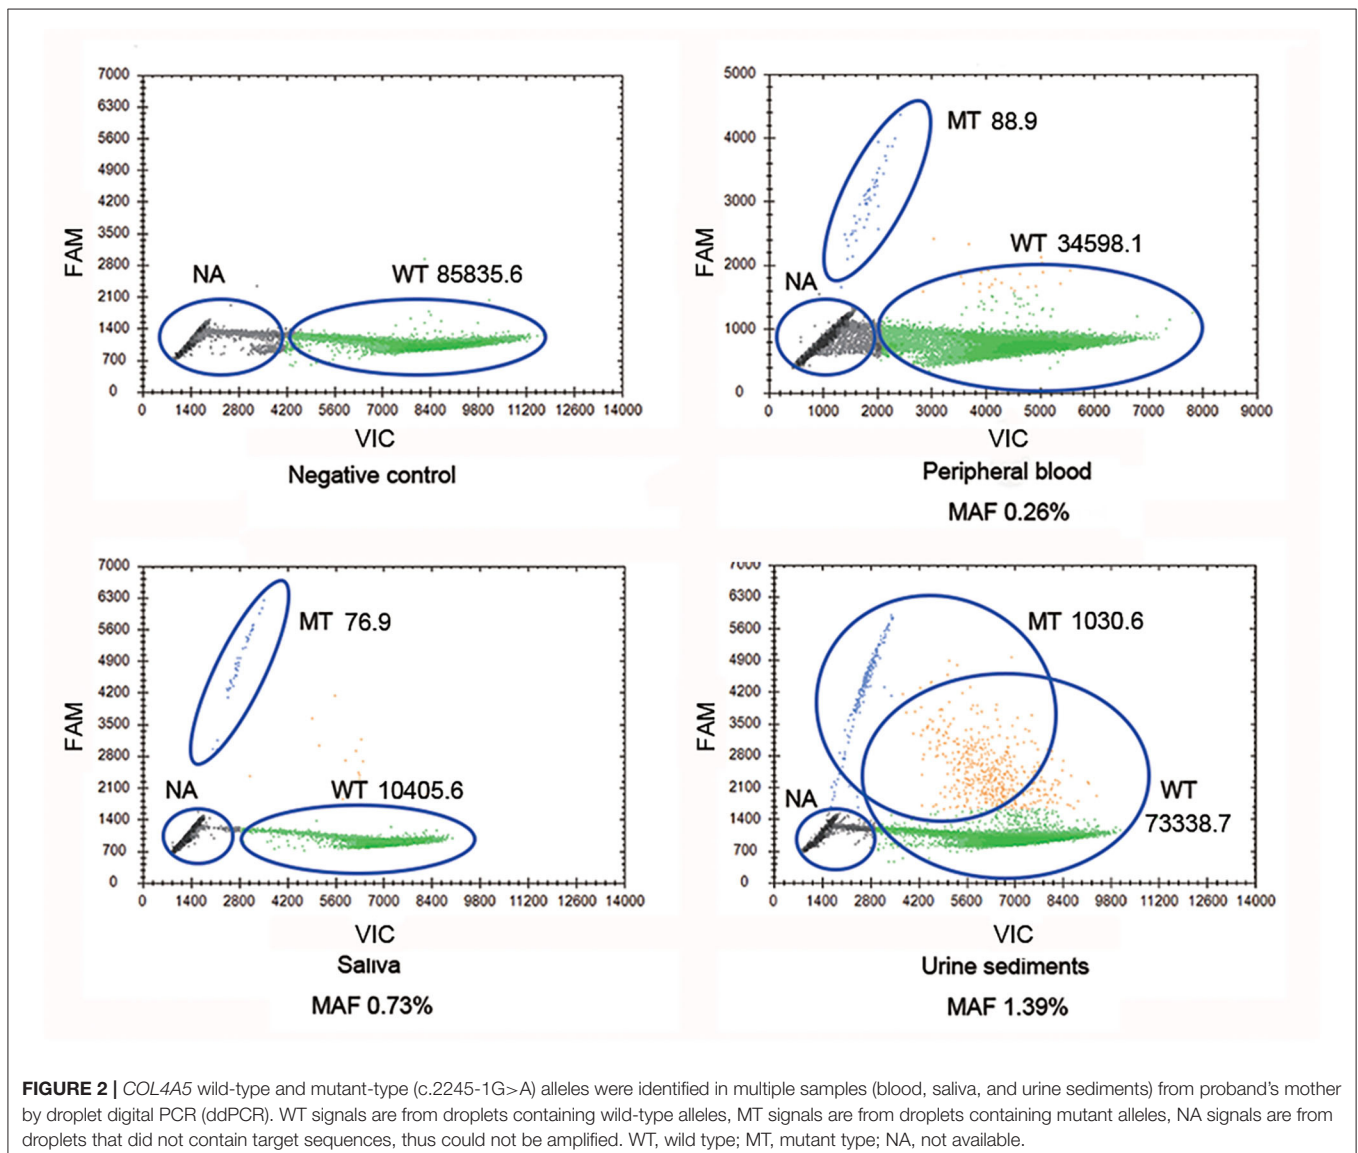 7000
6300
5600
4900
4200
3500
2800
2100
1400
700
0
FAM
NA
WT 85835.6
0 1400 2800 4200 5600 7000 8400 9800 11200 12600 14000
VIC
Negative control
5000
4000
3000
2000
1000
0
FAM
MT 88.9
NA
WT 34598.1
0 1000 2000 3000 4000 5000 6000 7000 8000 9000
VIC
Peripheral blood
MAF 0.26%
7000
6300
5600
4900
4200
3500
2800
2100
1400
700
0
FAM
MT 76.9
NA
WT 10405.6
0 1400 2800 4200 5600 7000 8400 9800 11200 12600 14000
VIC
Saliva
MAF 0.73%
7000
6300
5600
4900
4200
3500
2800
2100
1400
700
0
FAM
MT 1030.6
NA
WT
73338.7
0 1400 2800 4200 5600 7000 8400 9800 11200 12600 14000
VIC
Urine sediments
MAF 1.39%
FIGURE 2 | COL4A5 wild-type and mutant-type (c.2245-1G>A) alleles were identified in multiple samples (blood, saliva, and urine sediments) from proband's mother
by droplet digital PCR (ddPCR). WT signals are from droplets containing wild-type alleles, MT signals are from droplets containing mutant alleles, NA signals are from
droplets that did not contain target sequences, thus could not be amplified. WT, wild type; MT, mutant type; NA, not available.